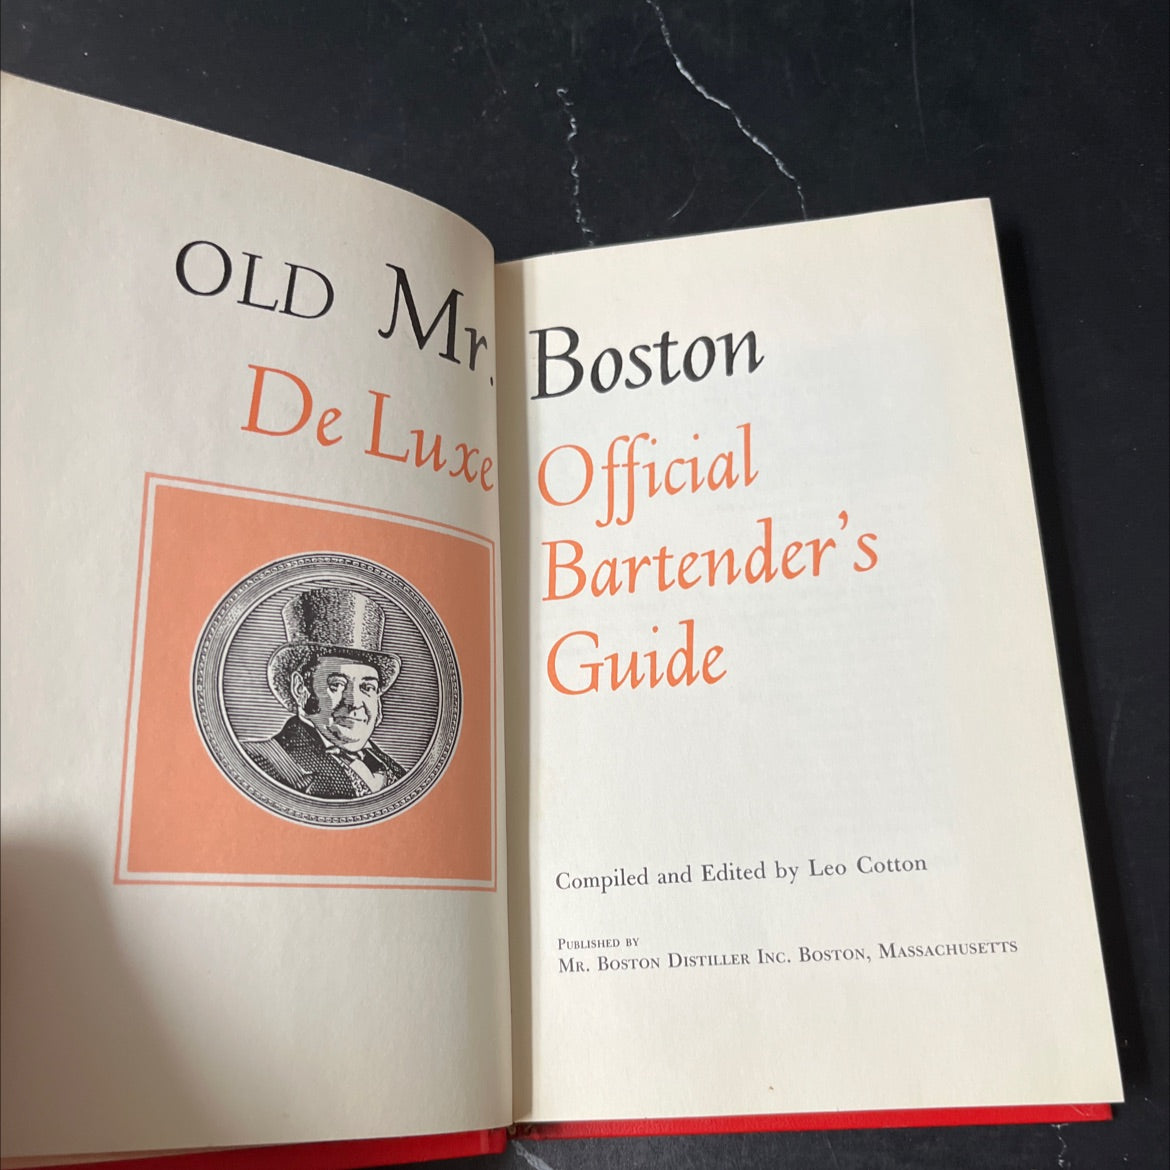 OLD Mr. Boston
De Luxe Official
Bartender's
Guide
Compiled and Edited by Leo Cotton
Published by
Mr. Boston Distiller Inc. Boston, Massachusetts